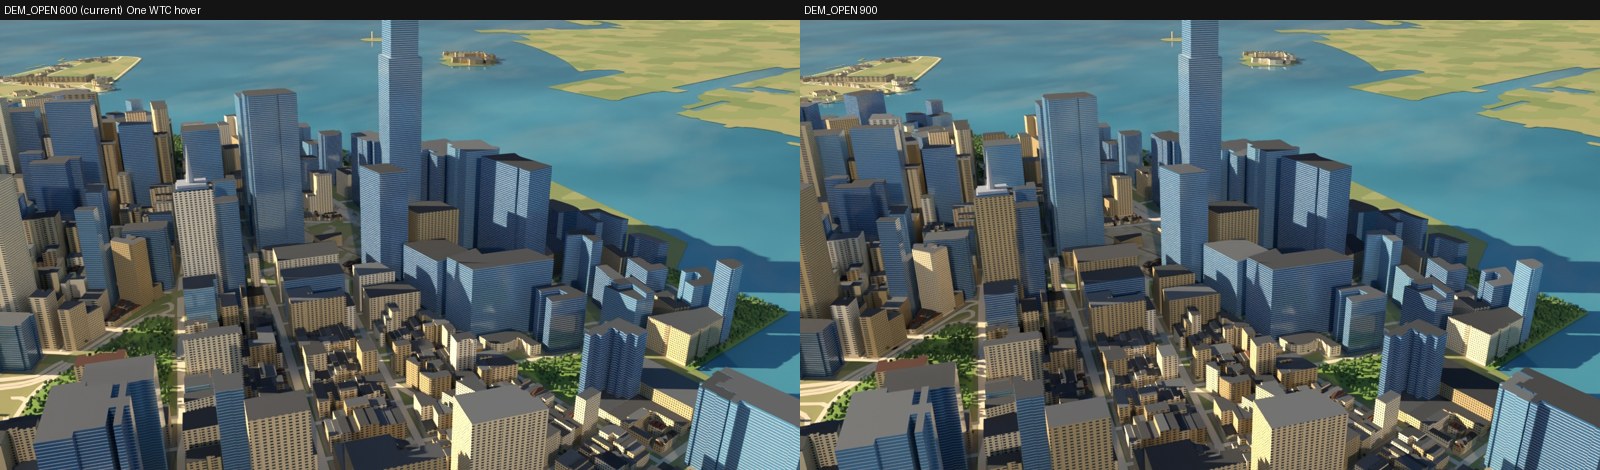 DEM_OPEN 600 (current) One WTC hover
DEM_OPEN 900